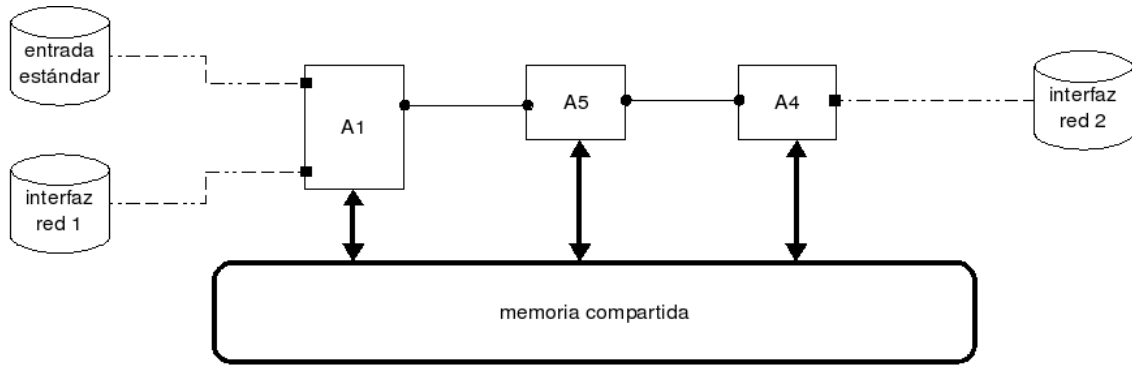 entrada
estándar
A1
A5
A4
interfaz
red 2
interfaz
red 1
memoria compartida